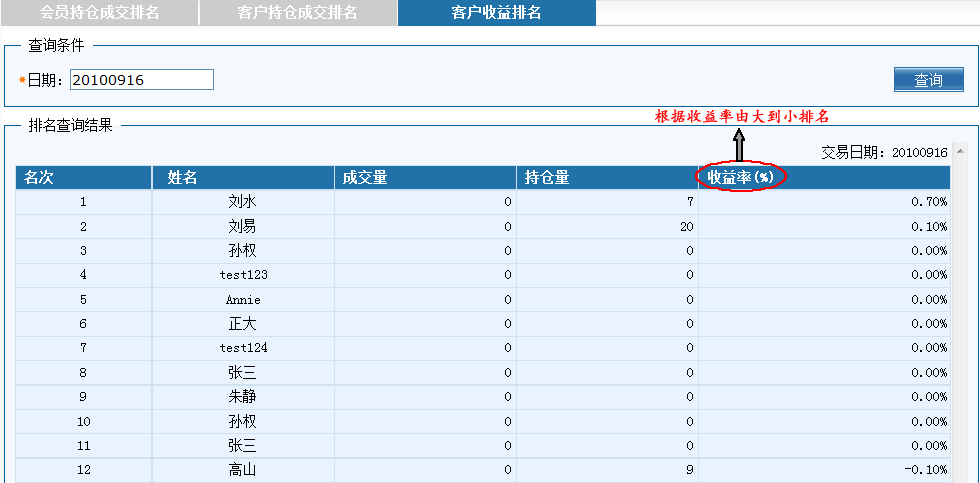 会员持仓成交排名 客户持仓成交排名 客户收益排名
查询条件
*日期: 20100916 查询
根据收益率由大到小排名
排名查询结果
交易日期: 20100916
名次 姓名 成交量 持仓量 收益率(%)
1 刘水 0 7 0.70%
2 刘易 0 20 0.10%
3 孙权 0 0 0.00%
4 test123 0 0 0.00%
5 Annie 0 0 0.00%
6 正大 0 0 0.00%
7 test124 0 0 0.00%
8 张三 0 0 0.00%
9 朱静 0 0 0.00%
10 孙权 0 0 0.00%
11 张三 0 0 0.00%
12 高山 0 9 -0.10%